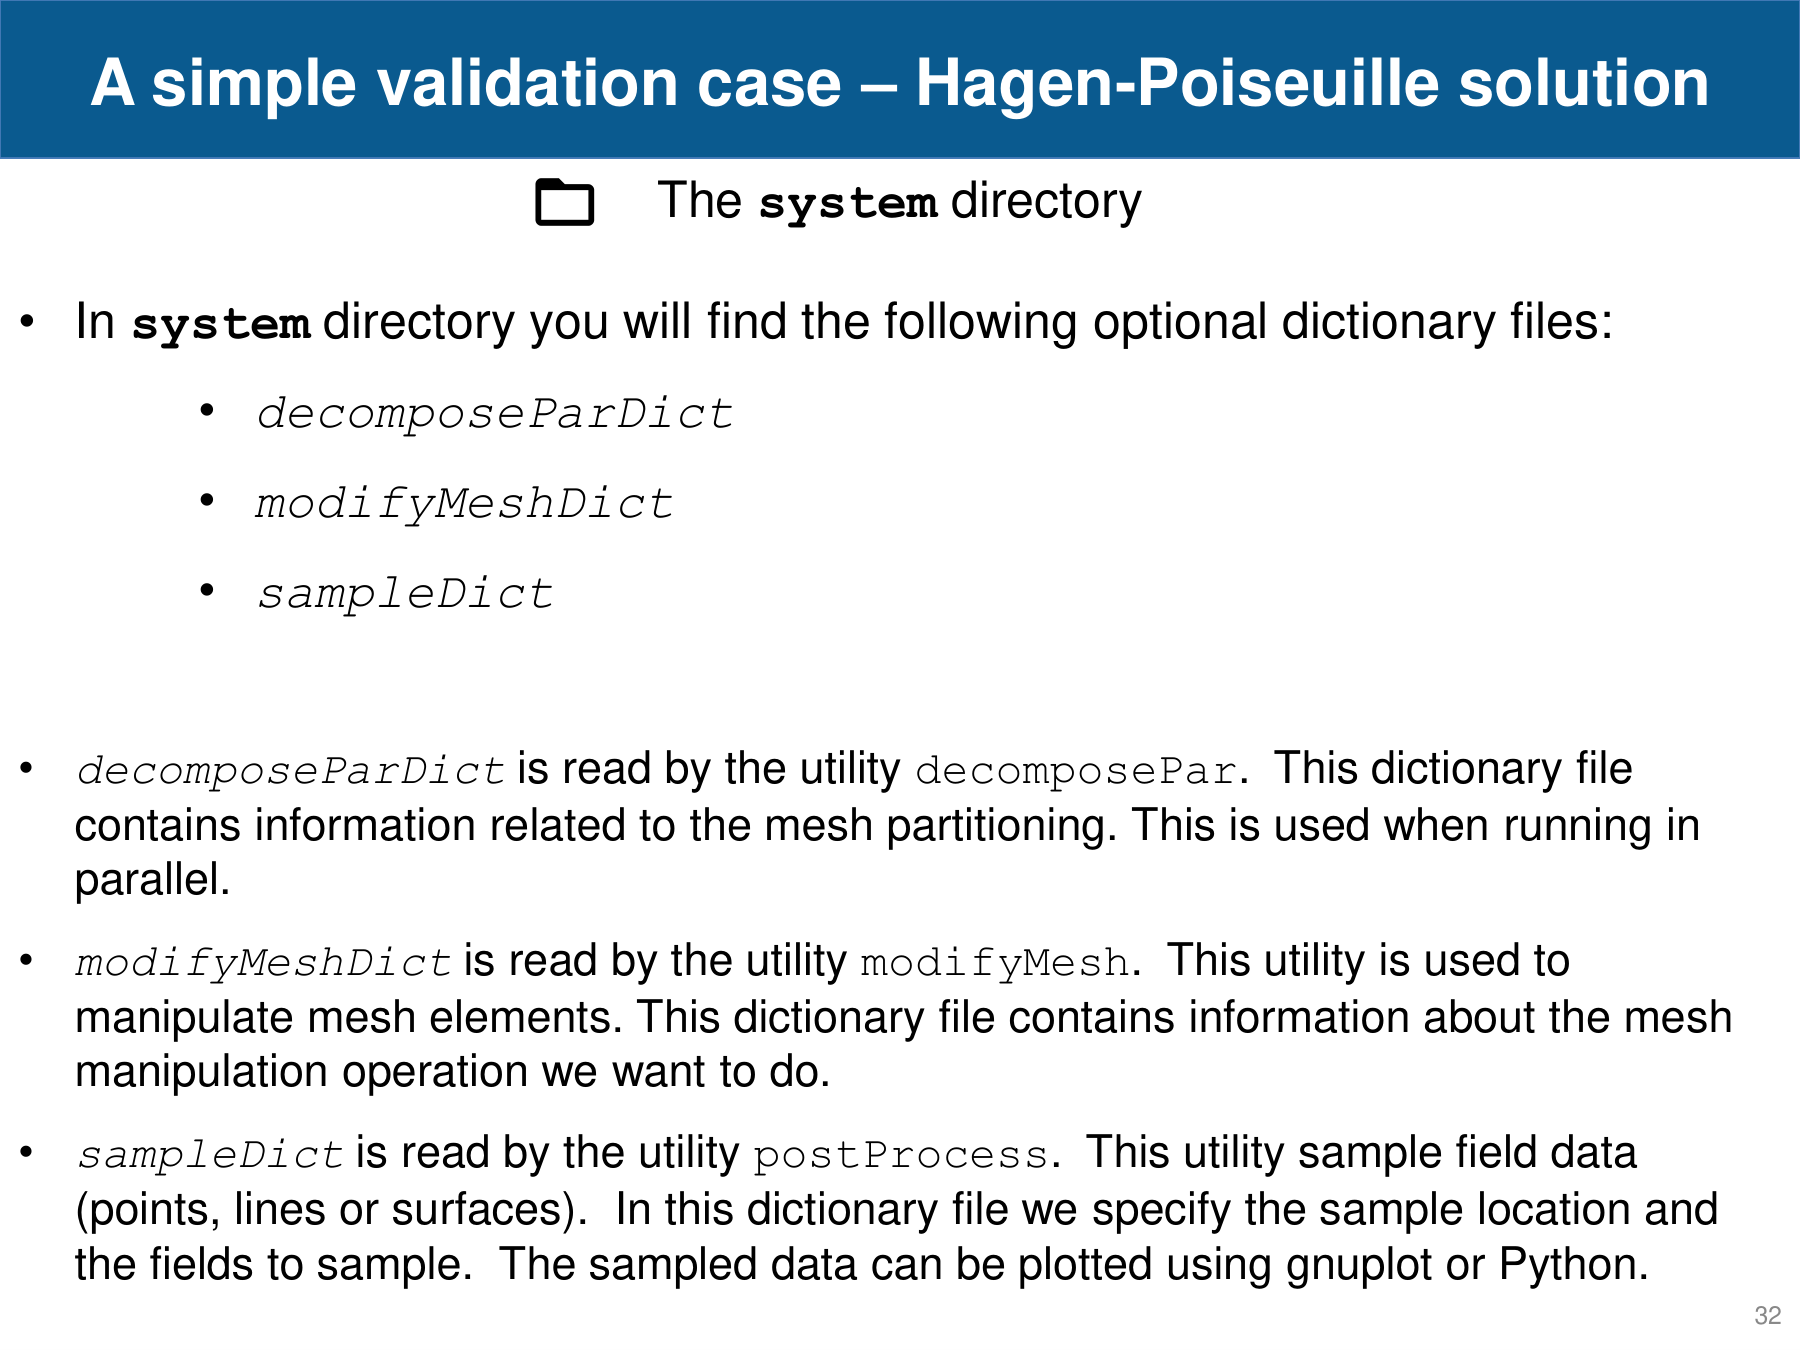 A simple validation case – Hagen-Poiseuille solution
The system directory
• In system directory you will find the following optional dictionary files:
• decomposeParDict
• modifyMeshDict
• sampleDict
• decomposeParDict is read by the utility decomposePar. This dictionary file
contains information related to the mesh partitioning. This is used when running in
parallel.
• modifyMeshDict is read by the utility modifyMesh. This utility is used to
manipulate mesh elements. This dictionary file contains information about the mesh
manipulation operation we want to do.
• sampleDict is read by the utility postProcess. This utility sample field data
(points, lines or surfaces). In this dictionary file we specify the sample location and
the fields to sample. The sampled data can be plotted using gnuplot or Python.
32